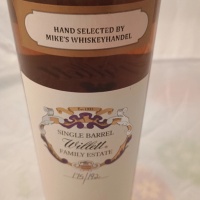 HAND SELECTED BY
MIKE'S WHISKEYHANDEL
SINGLE BARREL
Willett
FAMILY ESTATE